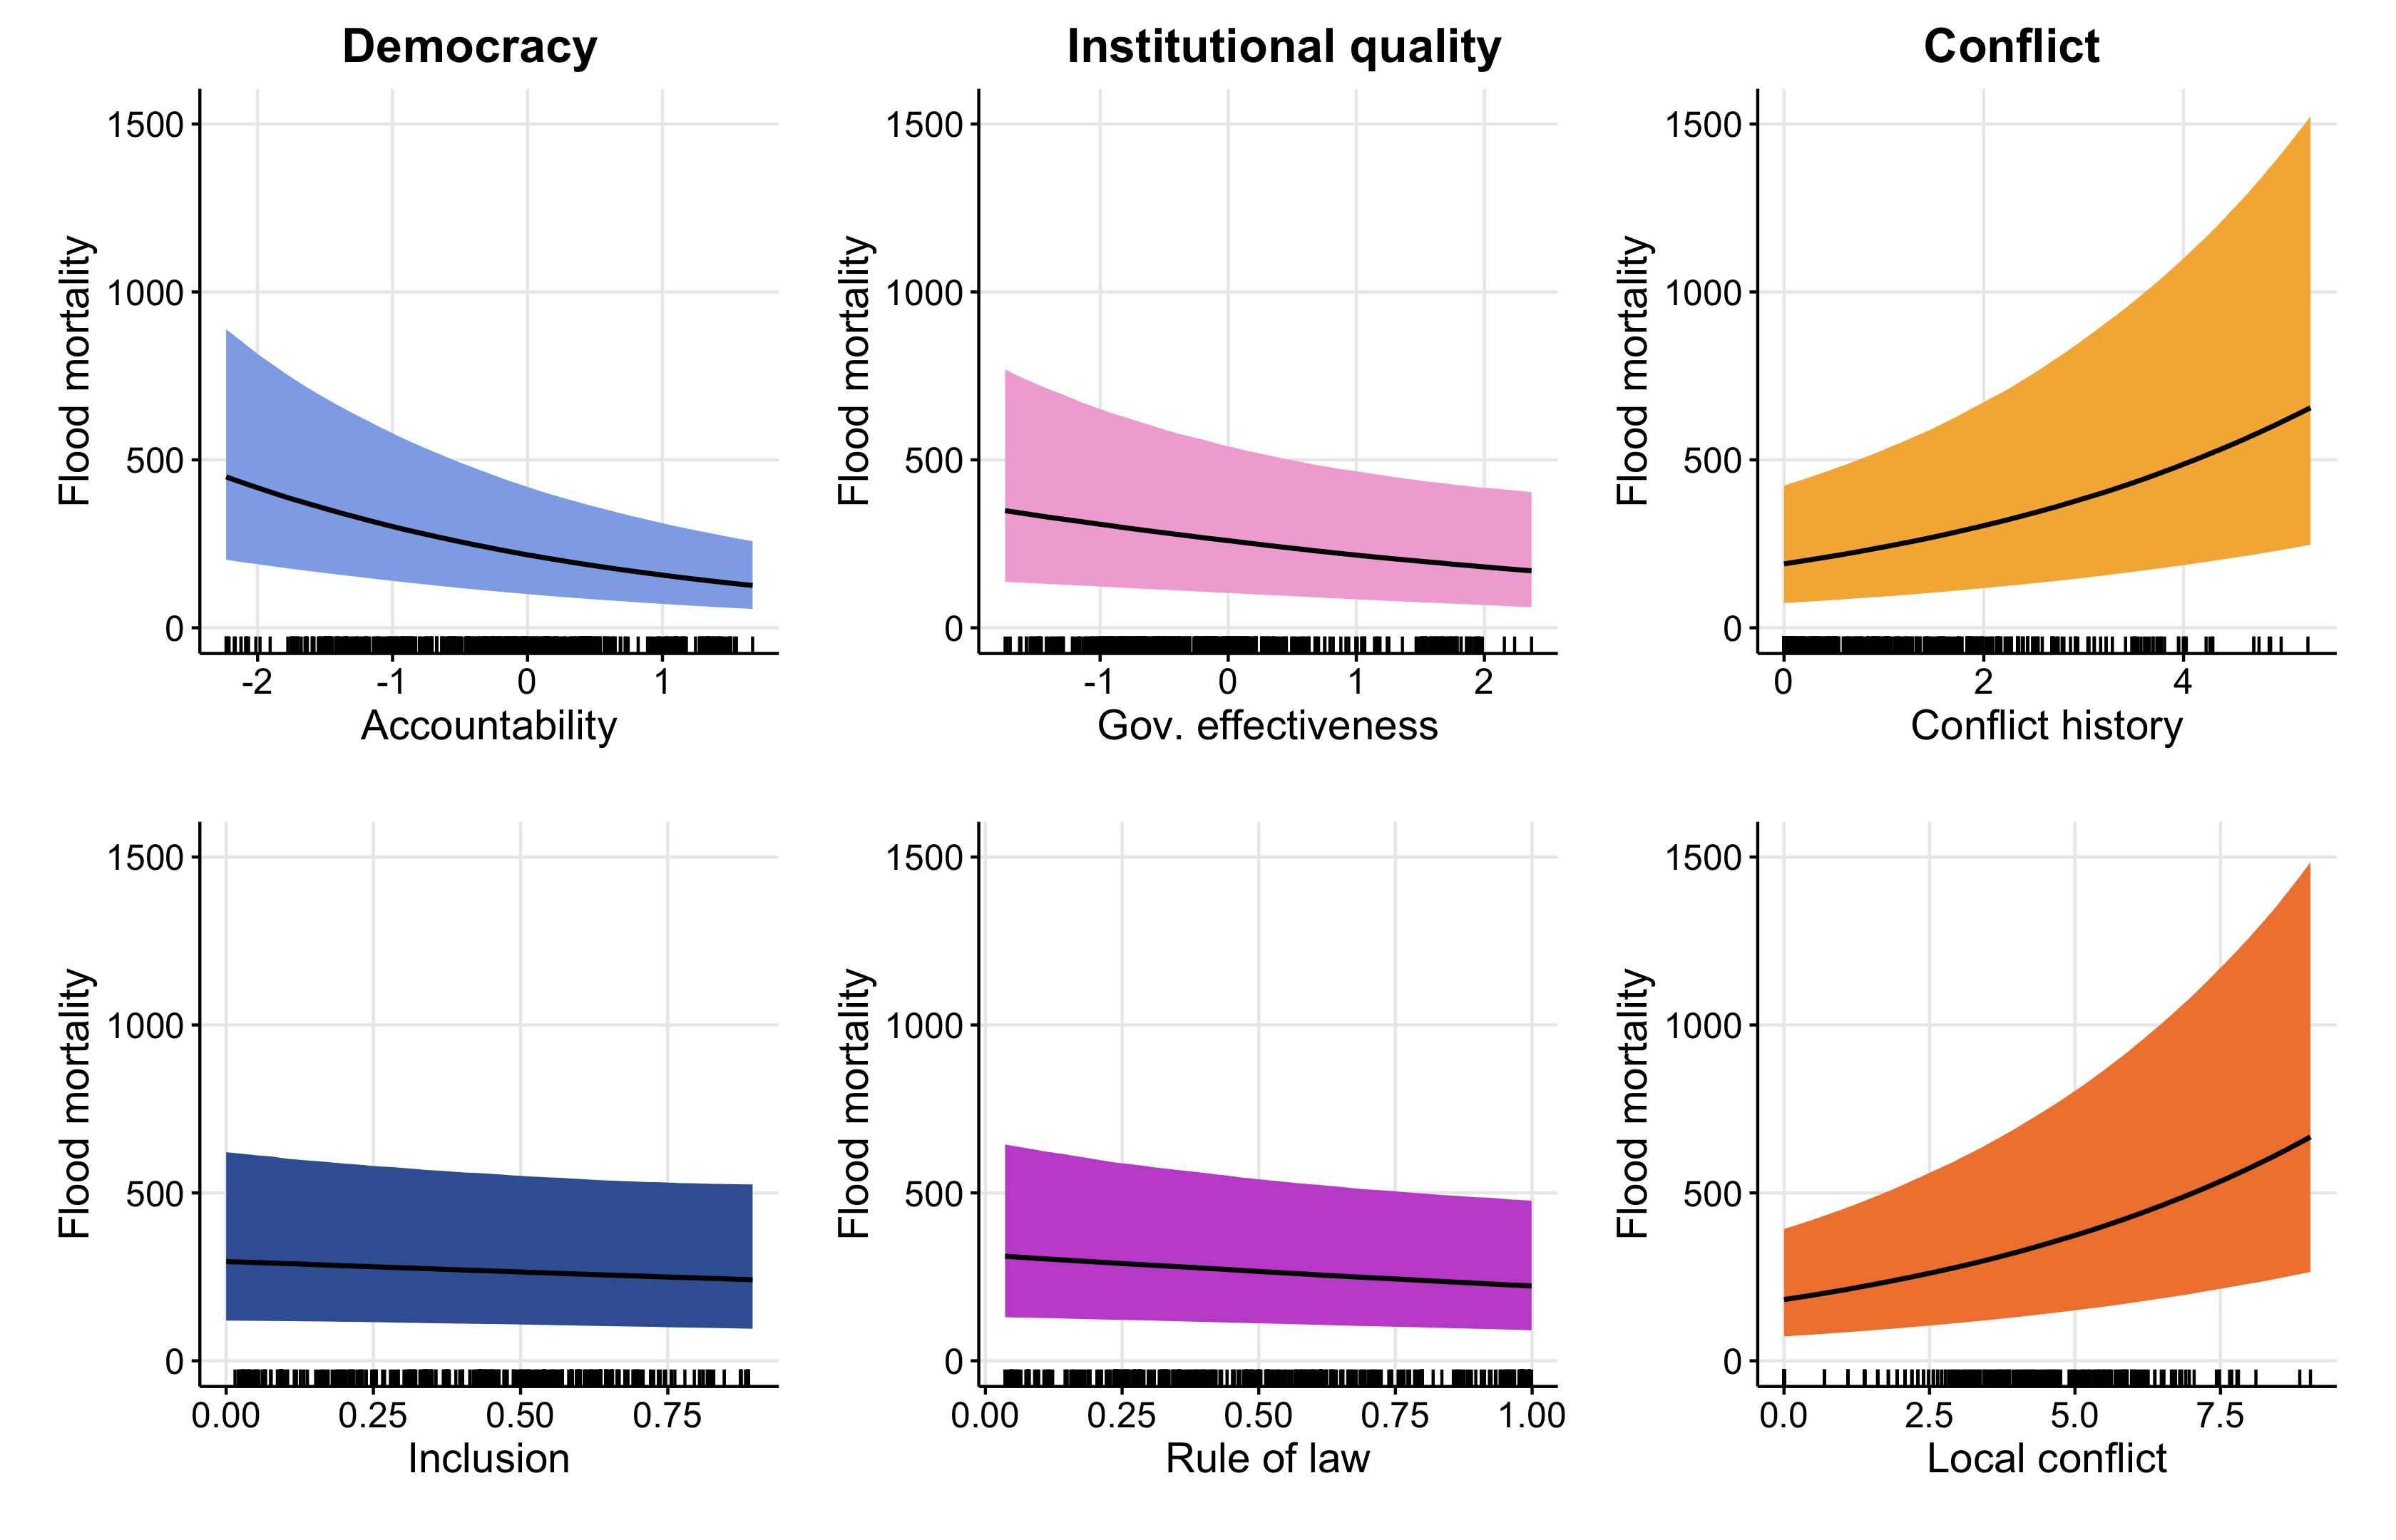 Democracy
Institutional quality
Conflict
1500
1000
500
0
Flood mortality
-2 -1 0 1
Accountability
1500
1000
500
0
Flood mortality
-1 0 1 2
Gov. effectiveness
1500
1000
500
0
Flood mortality
0 2 4
Conflict history
1500
1000
500
0
Flood mortality
0.00 0.25 0.50 0.75
Inclusion
1500
1000
500
0
Flood mortality
0.00 0.25 0.50 0.75 1.00
Rule of law
1500
1000
500
0
Flood mortality
0.0 2.5 5.0 7.5
Local conflict